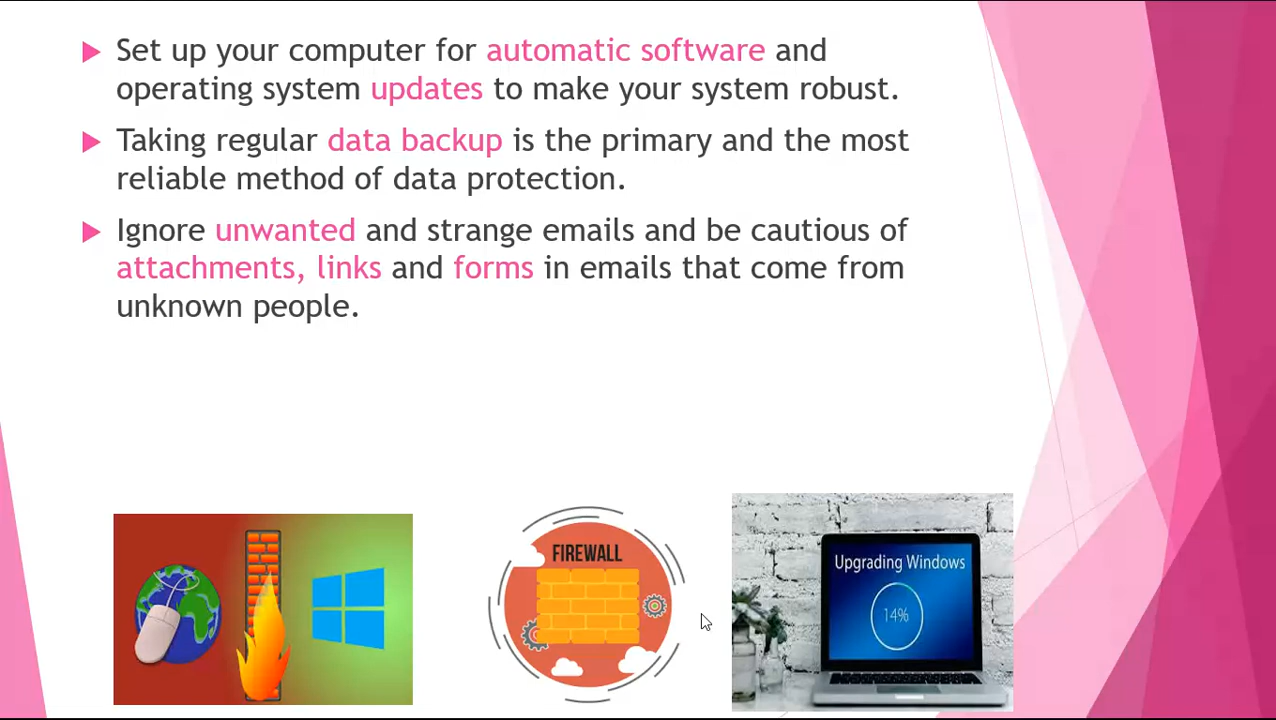 Set up your computer for automatic software and
operating system updates to make your system robust.
Taking regular data backup is the primary and the most
reliable method of data protection.
Ignore unwanted and strange emails and be cautious of
attachments, links and forms in emails that come from
unknown people.
FIREWALL
Upgrading Windows
14%